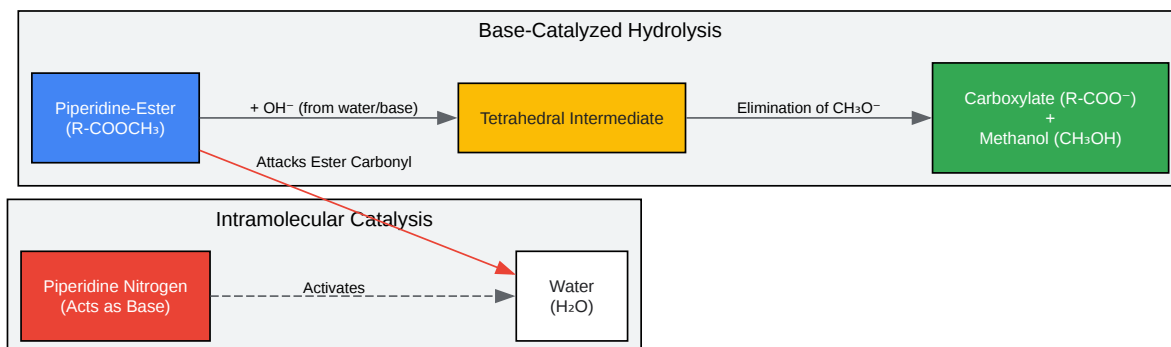 Base-Catalyzed Hydrolysis
Piperidine-Ester
(R-COOCH₃)
+ OH⁻ (from water/base)
Tetrahedral Intermediate
Elimination of CH₃O⁻
Carboxylate (R-COO⁻)
+
Methanol (CH₃OH)
Attacks Ester Carbonyl
Intramolecular Catalysis
Piperidine Nitrogen
(Acts as Base)
Activates
Water
(H₂O)